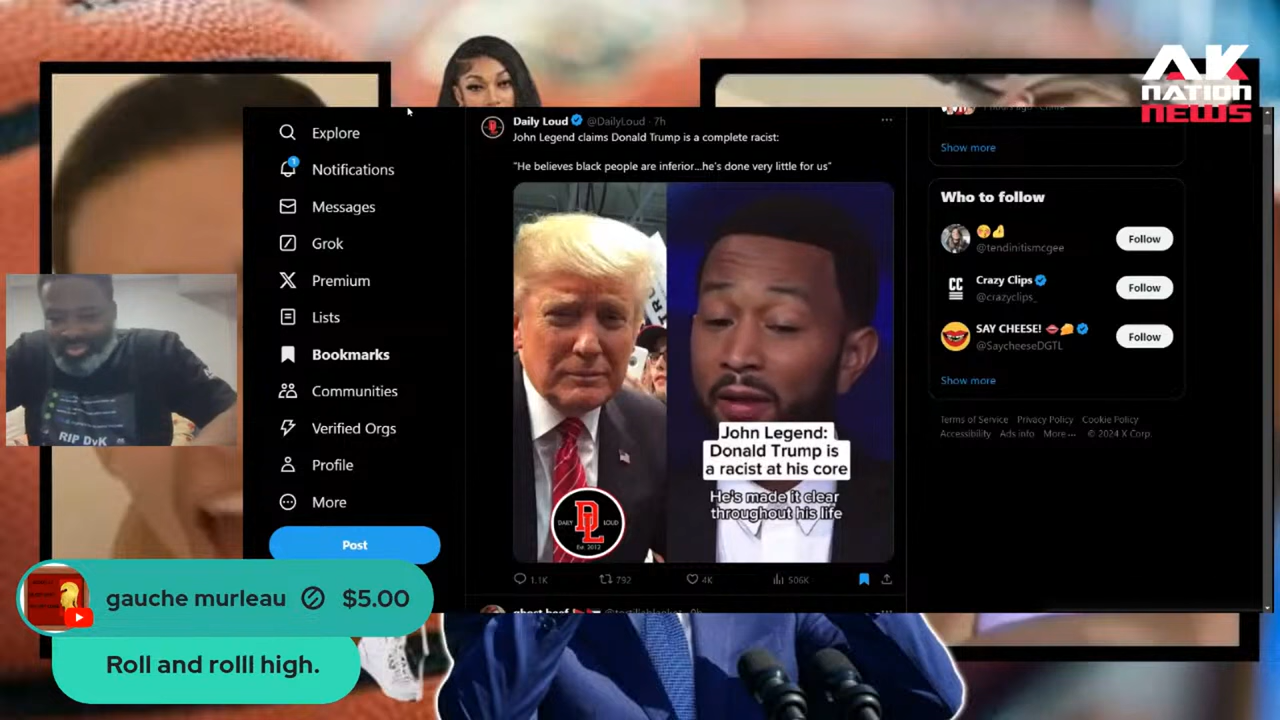 AK
NATION
NEWS
Explore
Notifications
Messages
Grok
Premium
Lists
Bookmarks
Communities
Verified Orgs
Profile
More
Post
Daily Loud @DailyLoud · 7h
John Legend claims Donald Trump is a complete racist:
"He believes black people are inferior...he's done very little for us"
John Legend:
Donald Trump is
a racist at his core
He's made it clear
throughout his life
DAILY DL LOUD
Est. 2012
1.1K 792 4K 506K
Show more
Who to follow
@tendinitismcgee
Follow
CC
Crazy Clips
@crazyclips_
Follow
SAY CHEESE!
@SaycheeseDGTL
Follow
Show more
Terms of Service Privacy Policy Cookie Policy
Accessibility Ads info More ··· © 2024 X Corp.
RIP DvK
gauche murleau $5.00
Roll and rolll high.